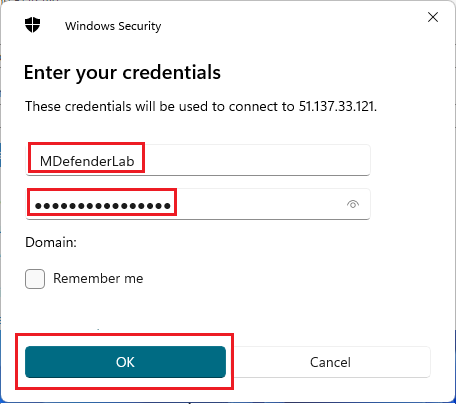 Windows Security
Enter your credentials
These credentials will be used to connect to 51.137.33.121.
MDefenderLab
●●●●●●●●●●●●●●●●
Domain:
Remember me
OK Cancel